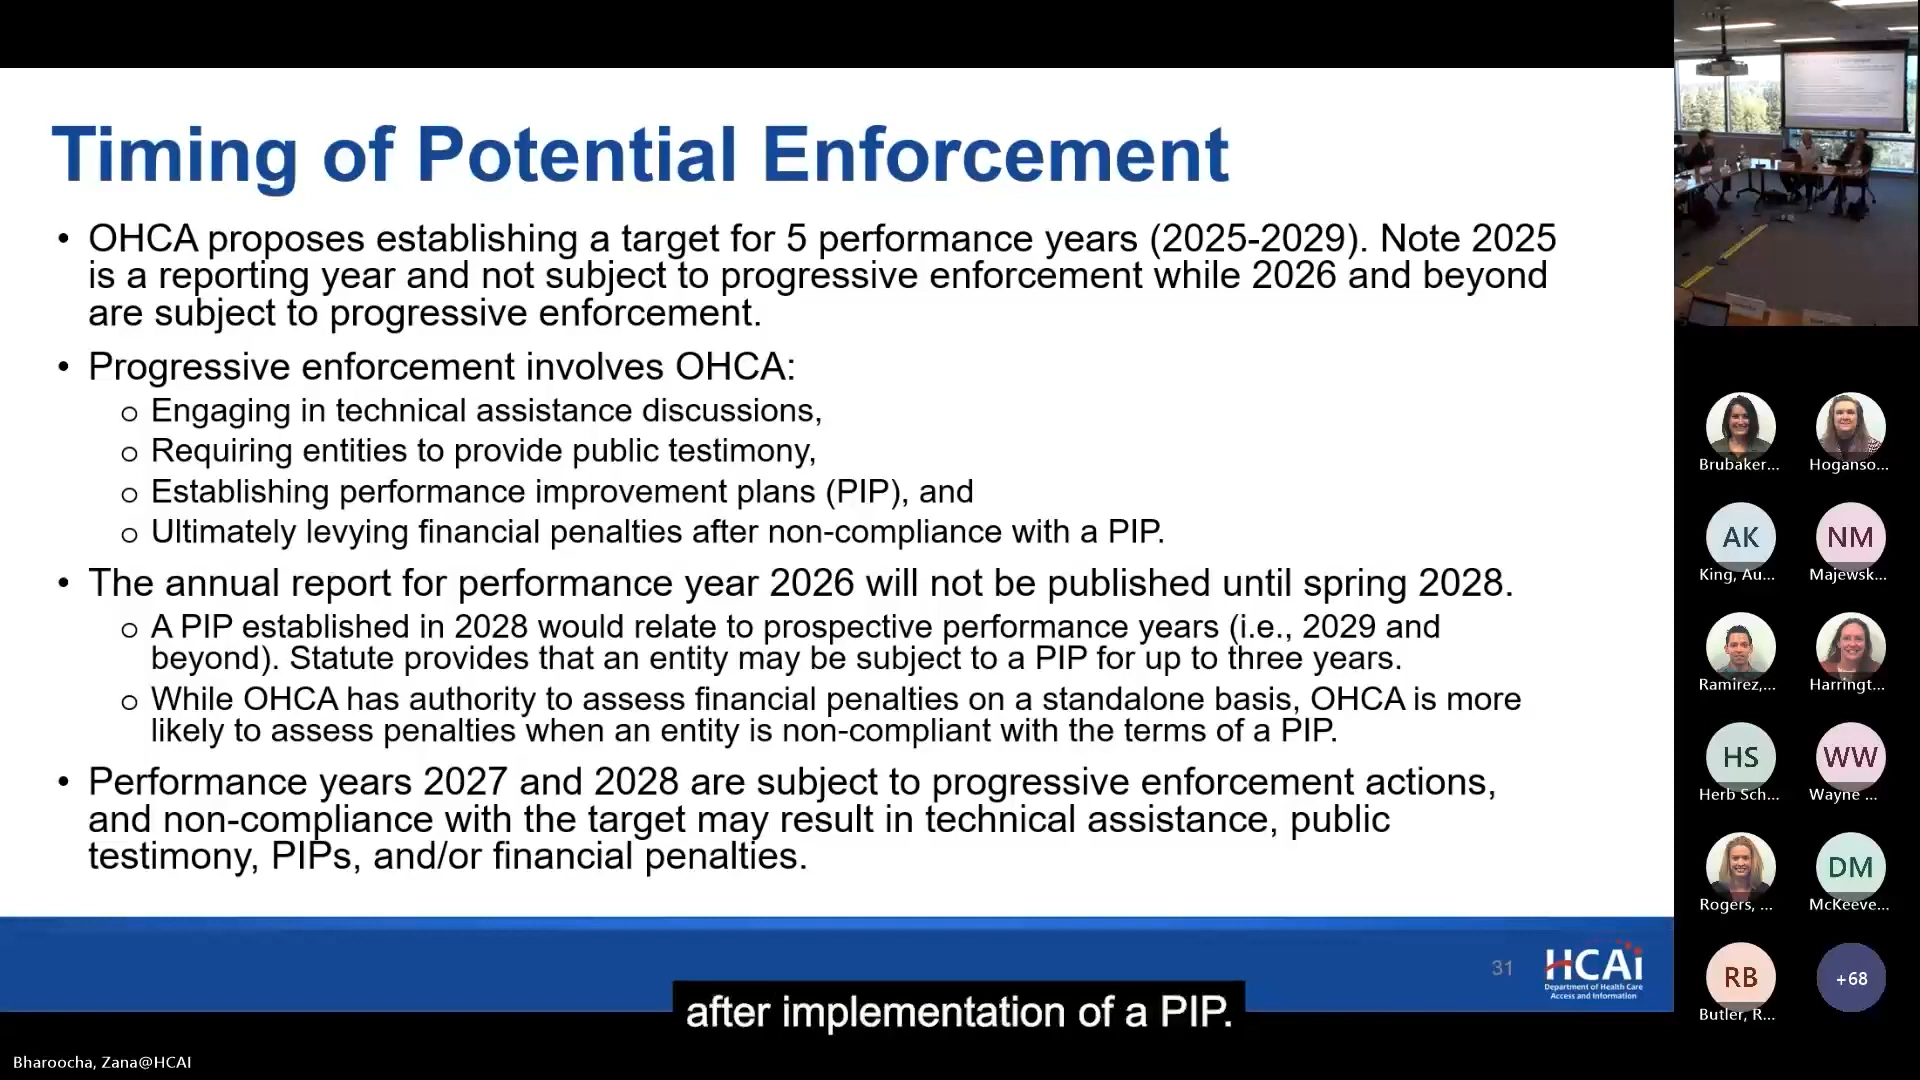 Timing of Potential Enforcement
• OHCA proposes establishing a target for 5 performance years (2025-2029). Note 2025
is a reporting year and not subject to progressive enforcement while 2026 and beyond
are subject to progressive enforcement.
• Progressive enforcement involves OHCA:
o Engaging in technical assistance discussions,
o Requiring entities to provide public testimony,
o Establishing performance improvement plans (PIP), and
o Ultimately levying financial penalties after non-compliance with a PIP.
• The annual report for performance year 2026 will not be published until spring 2028.
o A PIP established in 2028 would relate to prospective performance years (i.e., 2029 and
beyond). Statute provides that an entity may be subject to a PIP for up to three years.
o While OHCA has authority to assess financial penalties on a standalone basis, OHCA is more
likely to assess penalties when an entity is non-compliant with the terms of a PIP.
• Performance years 2027 and 2028 are subject to progressive enforcement actions,
and non-compliance with the target may result in technical assistance, public
testimony, PIPs, and/or financial penalties.
31
HCAi
Department of Health Care
Access and Information
after implementation of a PIP.
Bharoocha, Zana@HCAI
Brubaker... Hoganso...
AK NM
King, Au... Majewsk...
Ramirez,... Harringt...
HS WW
Herb Sch... Wayne ...
Rogers, ... DM
McKeeve...
RB +68
Butler, R...